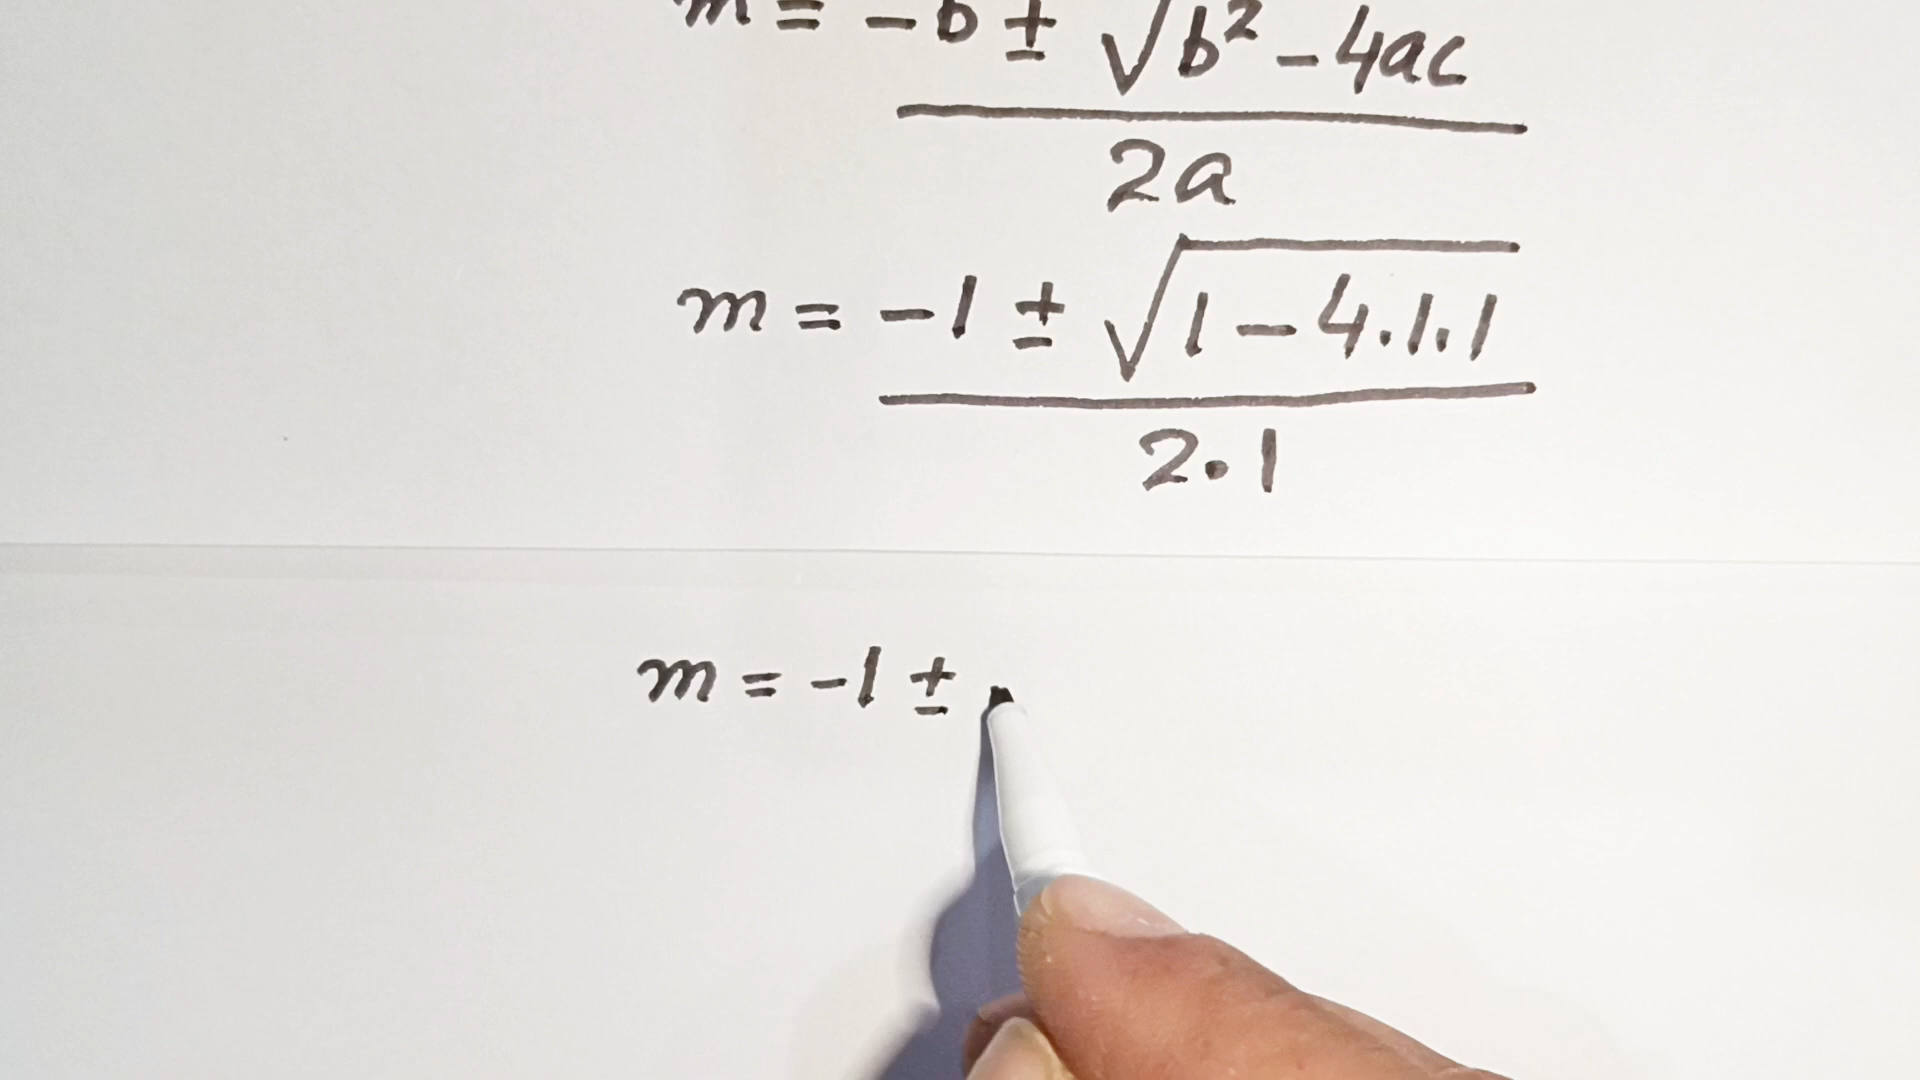 m = -b ± √b² - 4ac
2a
m = -1 ± √1 - 4.1.1
2.1
m = -1 ±